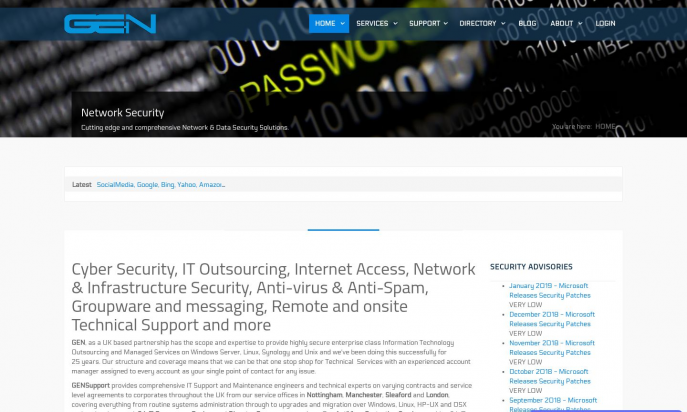 GEN
HOME SERVICES SUPPORT DIRECTORY BLOG ABOUT LOGIN
PASSWORD
NUMBER
Network Security
Cutting edge and comprehensive Network & Data Security Solutions.
You are here: HOME
Latest SocialMedia, Google, Bing, Yahoo, Amazo...
Cyber Security, IT Outsourcing, Internet Access, Network
& Infrastructure Security, Anti-virus & Anti-Spam,
Groupware and messaging, Remote and onsite
Technical Support and more
GEN, as a UK based partnership has the scope and expertise to provide highly secure enterprise class Information Technology
Outsourcing and Managed Services on Windows Server, Linux, Synology and Unix and we've been doing this successfully for
25 years. Our structure and coverage means that we can be that one stop shop for Technical Services with an experienced account
manager assigned to every account as your single point of contact for any issue.
GENSupport provides comprehensive IT Support and Maintenance engineers and technical experts on varying contracts and service
level agreements to corporates throughout the UK from our service offices in Nottingham, Manchester, Sleaford and London,
covering everything from routine systems administration through to upgrades and migration over Windows, Linux, HP-UX and OSX
SECURITY ADVISORIES
January 2019 - Microsoft
Releases Security Patches
VERY LOW
December 2018 - Microsoft
Releases Security Patches
VERY LOW
November 2018 - Microsoft
Releases Security Patches
VERY LOW
October 2018 - Microsoft
Releases Security Patches
VERY LOW
September 2018 - Microsoft
Releases Security Patches